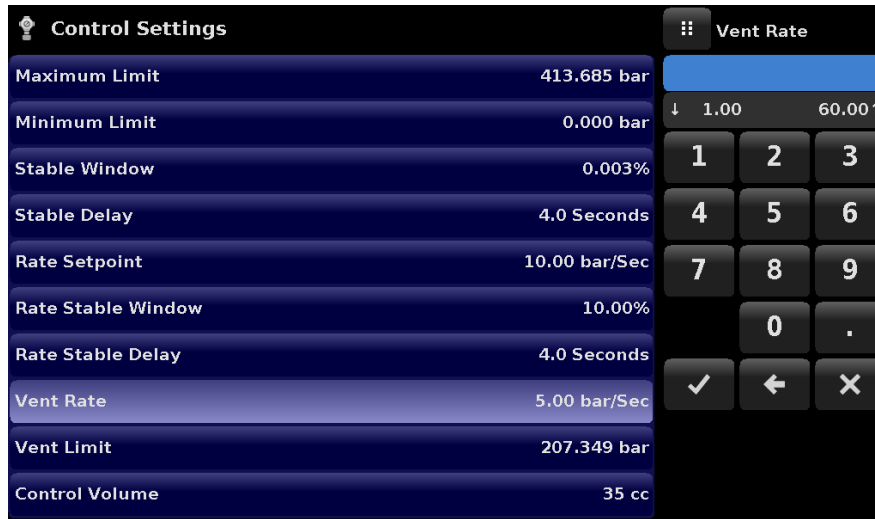 Control Settings
Vent Rate
Maximum Limit 413.685 bar
Minimum Limit 0.000 bar
Stable Window 0.003%
Stable Delay 4.0 Seconds
Rate Setpoint 10.00 bar/Sec
Rate Stable Window 10.00%
Rate Stable Delay 4.0 Seconds
Vent Rate 5.00 bar/Sec
Vent Limit 207.349 bar
Control Volume 35 cc
↓ 1.00 60.00↑
1 2 3
4 5 6
7 8 9
0 .